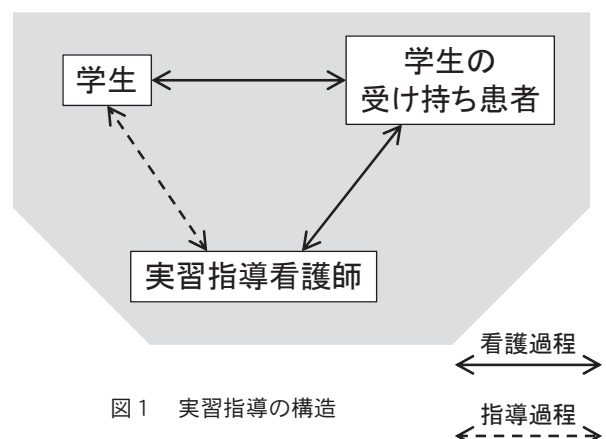 学生
学生の
受け持ち患者
実習指導看護師
看護過程
図1 実習指導の構造
指導過程